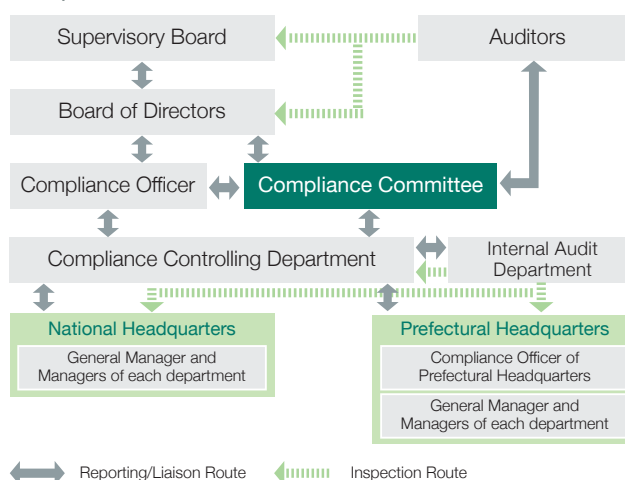 Supervisory Board
Auditors
Board of Directors
Compliance Officer
Compliance Committee
Compliance Controlling Department
Internal Audit
Department
National Headquarters
General Manager and
Managers of each department
Prefectural Headquarters
Compliance Officer of
Prefectural Headquarters
General Manager and
Managers of each department
Reporting/Liaison Route
Inspection Route